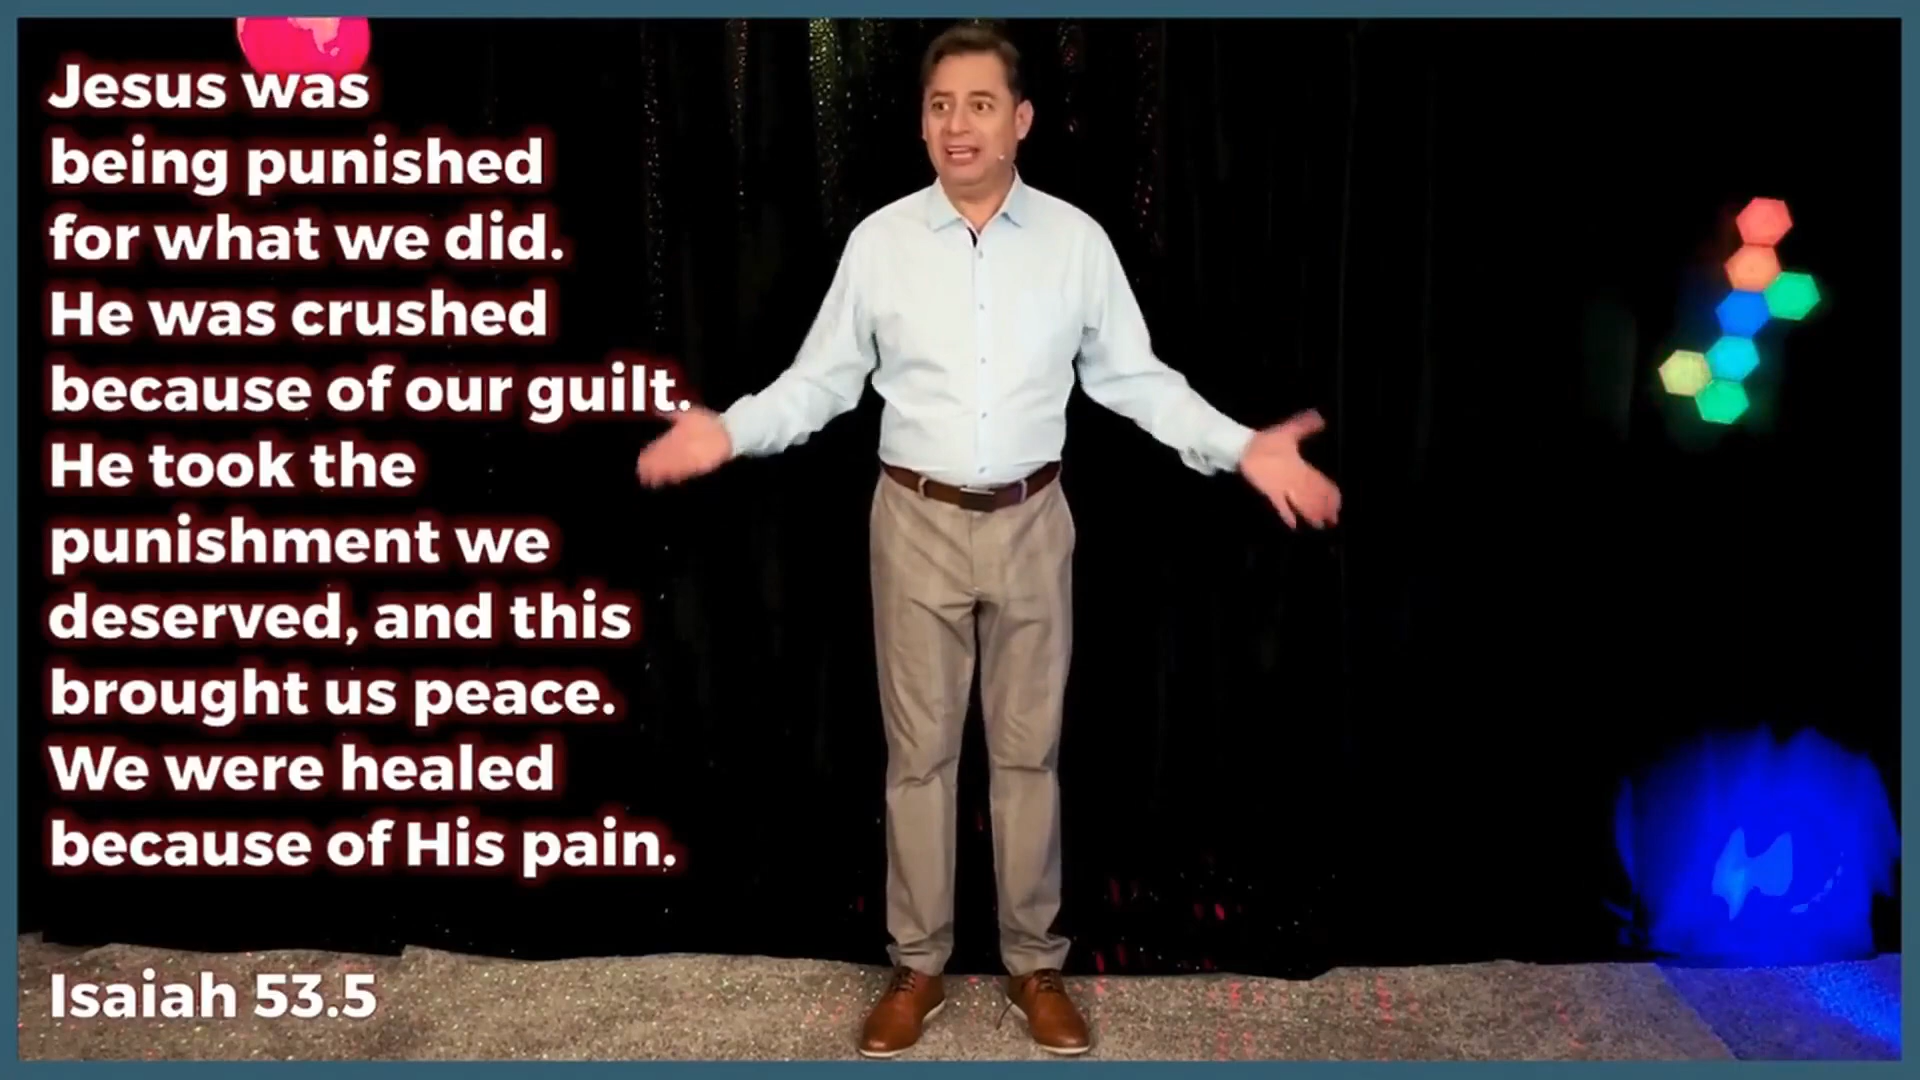 Jesus was
being punished
for what we did.
He was crushed
because of our guilt.
He took the
punishment we
deserved, and this
brought us peace.
We were healed
because of His pain.
Isaiah 53.5